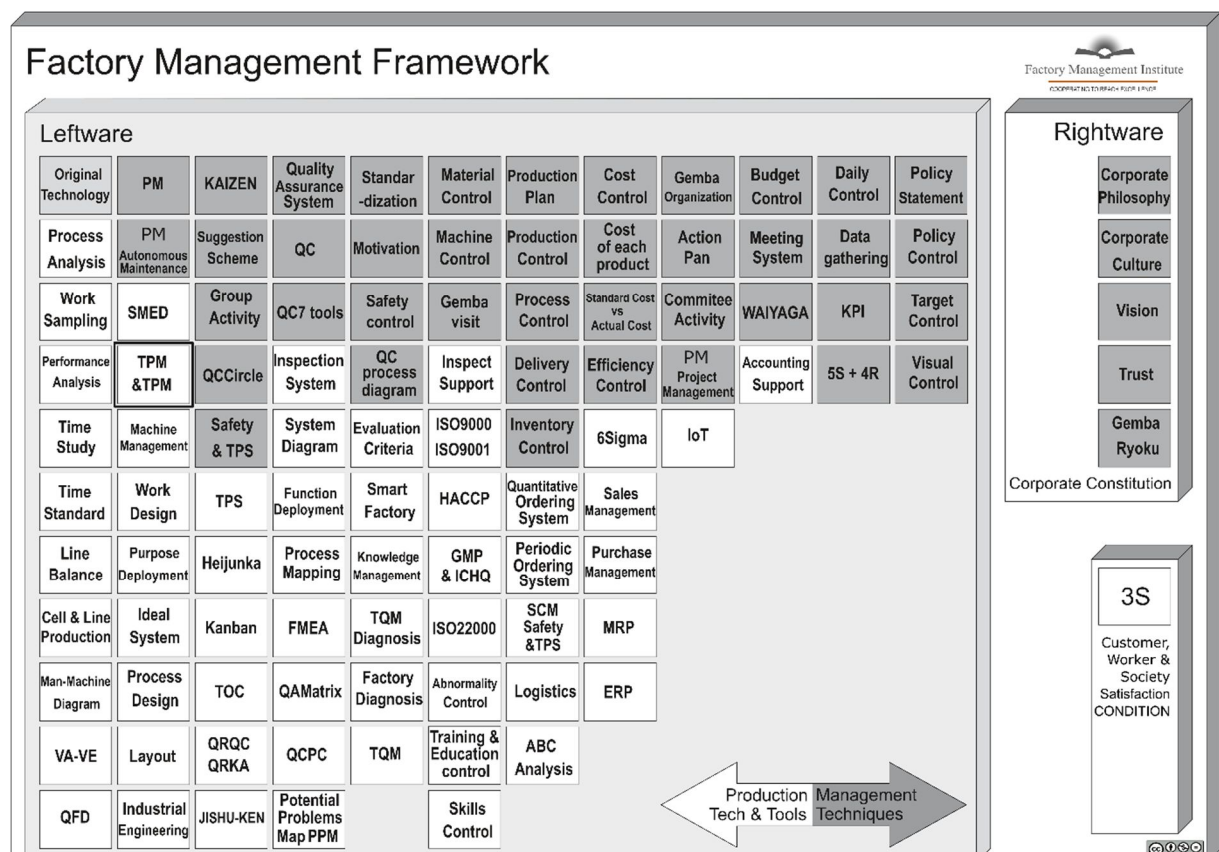 Factory Management Framework
Factory Management Institute
COOPERATING TO REACH EXCELLENCE
Leftware
Original
Technology
PM
KAIZEN
Quality
Assurance
System
Standar
-dization
Material
Control
Production
Plan
Cost
Control
Gemba
Organization
Budget
Control
Daily
Control
Policy
Statement
Process
Analysis
PM
Autonomous
Maintenance
Suggestion
Scheme
QC
Motivation
Machine
Control
Production
Control
Cost
of each
product
Action
Pan
Meeting
System
Data
gathering
Policy
Control
Work
Sampling
SMED
Group
Activity
QC7 tools
Safety
control
Gemba
visit
Process
Control
Standard Cost
vs
Actual Cost
Commitee
Activity
WAIYAGA
KPI
Target
Control
Performance
Analysis
TPM
&TPM
QCCircle
Inspection
System
QC
process
diagram
Inspect
Support
Delivery
Control
Efficiency
Control
PM
Project
Management
Accounting
Support
5S + 4R
Visual
Control
Time
Study
Machine
Management
Safety
& TPS
System
Diagram
Evaluation
Criteria
ISO9000
ISO9001
Inventory
Control
6Sigma
IoT
Time
Standard
Work
Design
TPS
Function
Deployment
Smart
Factory
HACCP
Quantitative
Ordering
System
Sales
Management
Line
Balance
Purpose
Deployment
Heijunka
Process
Mapping
Knowledge
Management
GMP
& ICHQ
Periodic
Ordering
System
Purchase
Management
Cell & Line
Production
Ideal
System
Kanban
FMEA
TQM
Diagnosis
ISO22000
SCM
Safety
&TPS
MRP
Man-Machine
Diagram
Process
Design
TOC
QAMatrix
Factory
Diagnosis
Abnormality
Control
Logistics
ERP
VA-VE
Layout
QRQC
QRKA
QCPC
TQM
Training &
Education
control
ABC
Analysis
QFD
Industrial
Engineering
JISHU-KEN
Potential
Problems
Map PPM
Skills
Control
Production
Tech & Tools
Management
Techniques
Rightware
Corporate
Philosophy
Corporate
Culture
Vision
Trust
Gemba
Ryoku
Corporate Constitution
3S
Customer,
Worker &
Society
Satisfaction
CONDITION